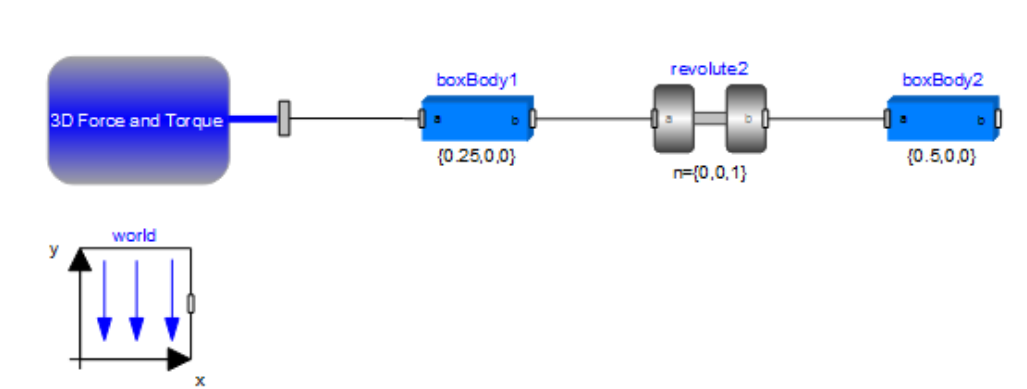 revolute2
boxBody1
boxBody2
3D Force and Torque
a
b
a
b
a
b
{0.25,0,0}
{0.5,0,0}
n={0,0,1}
world
y
x